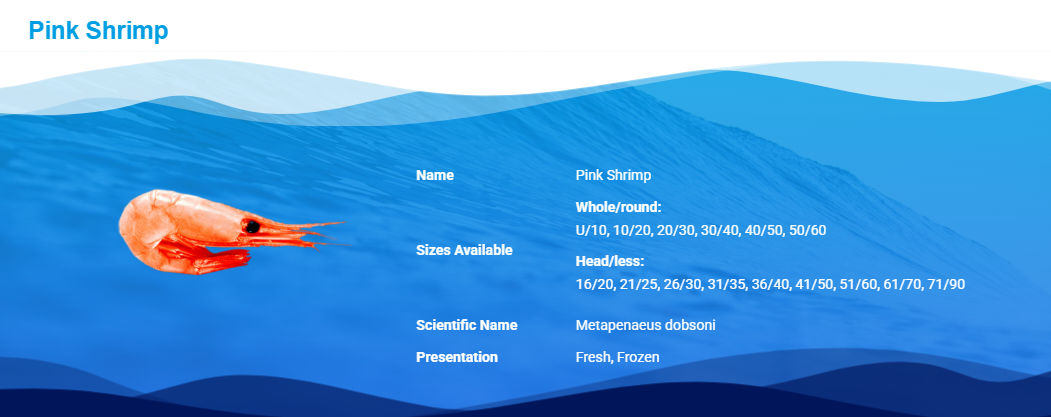 Pink Shrimp
Name
Pink Shrimp
Sizes Available
Whole/round:
U/10, 10/20, 20/30, 30/40, 40/50, 50/60
Head/less:
16/20, 21/25, 26/30, 31/35, 36/40, 41/50, 51/60, 61/70, 71/90
Scientific Name
Metapenaeus dobsoni
Presentation
Fresh, Frozen